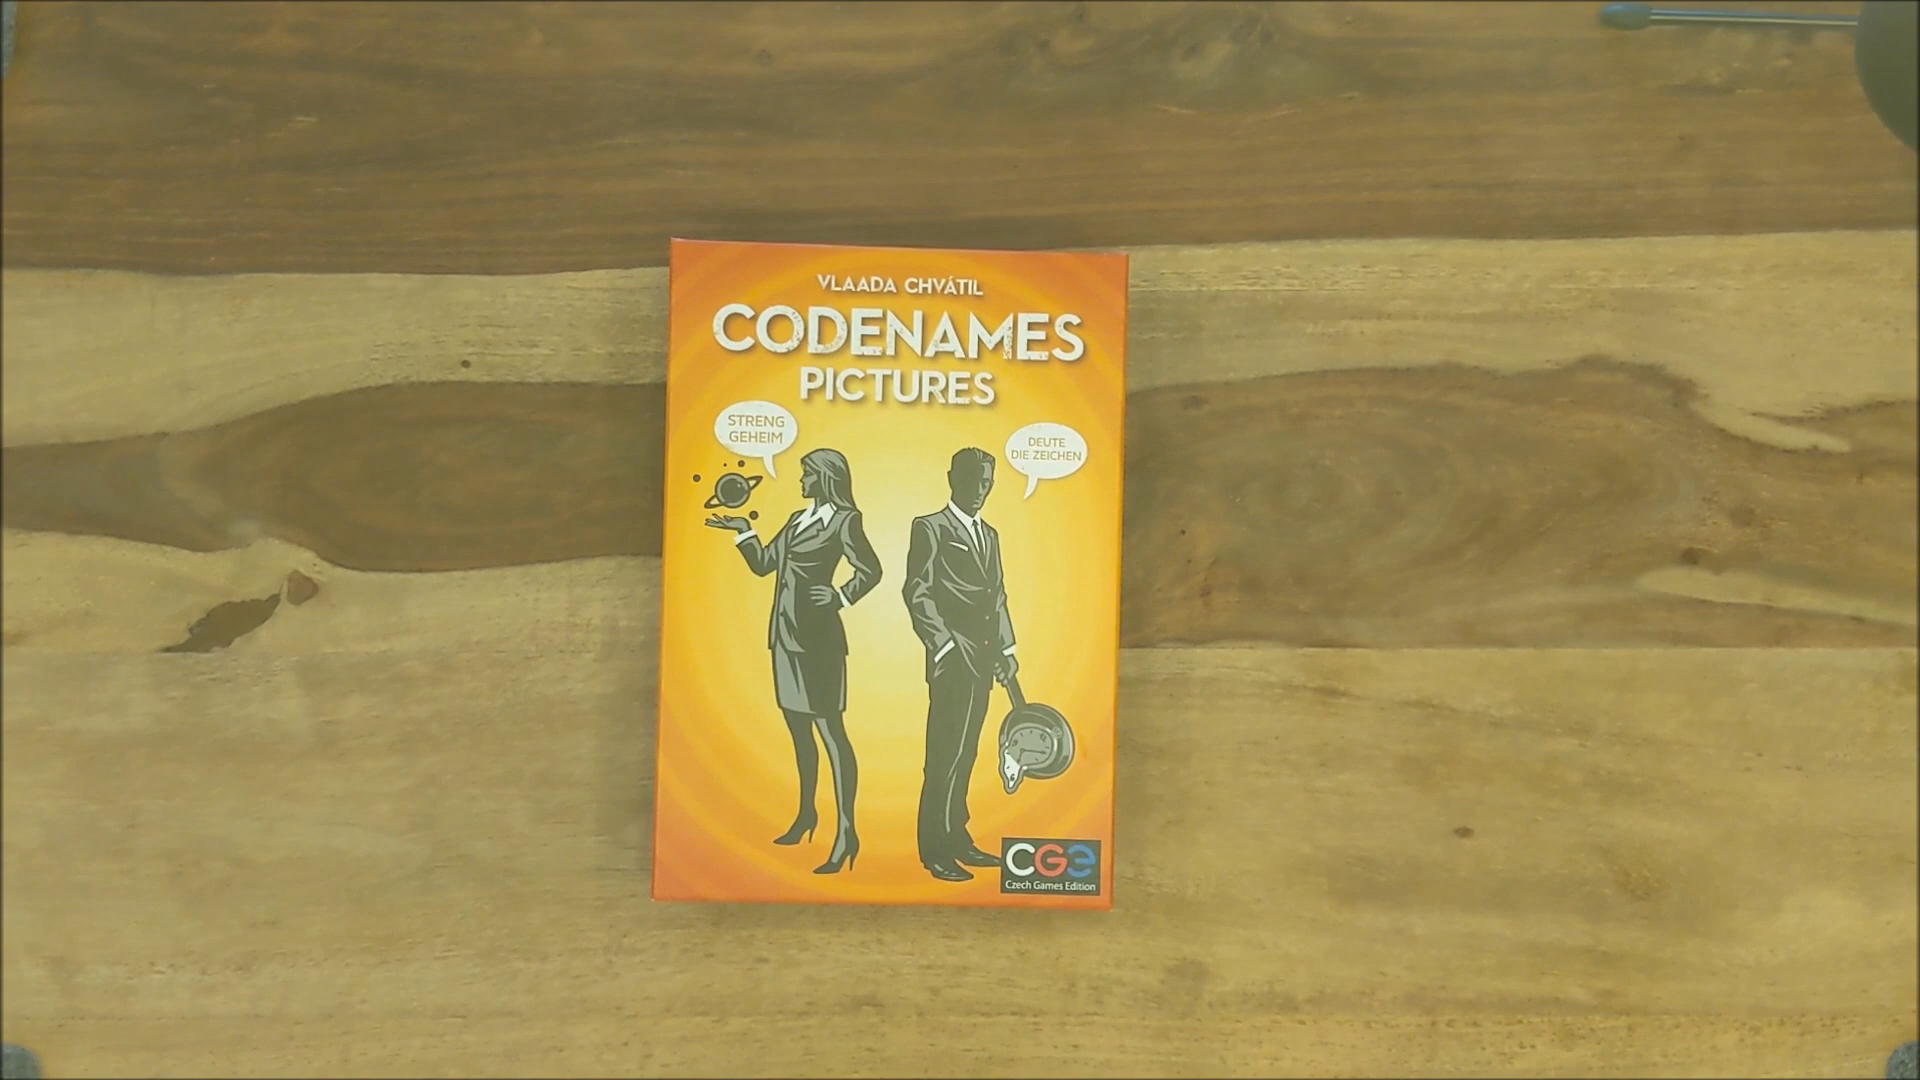 VLAADA CHVÁTIL
CODENAMES
PICTURES
STRENG
GEHEIM
DEUTE
DIE ZEICHEN
CGE
Czech Games Edition